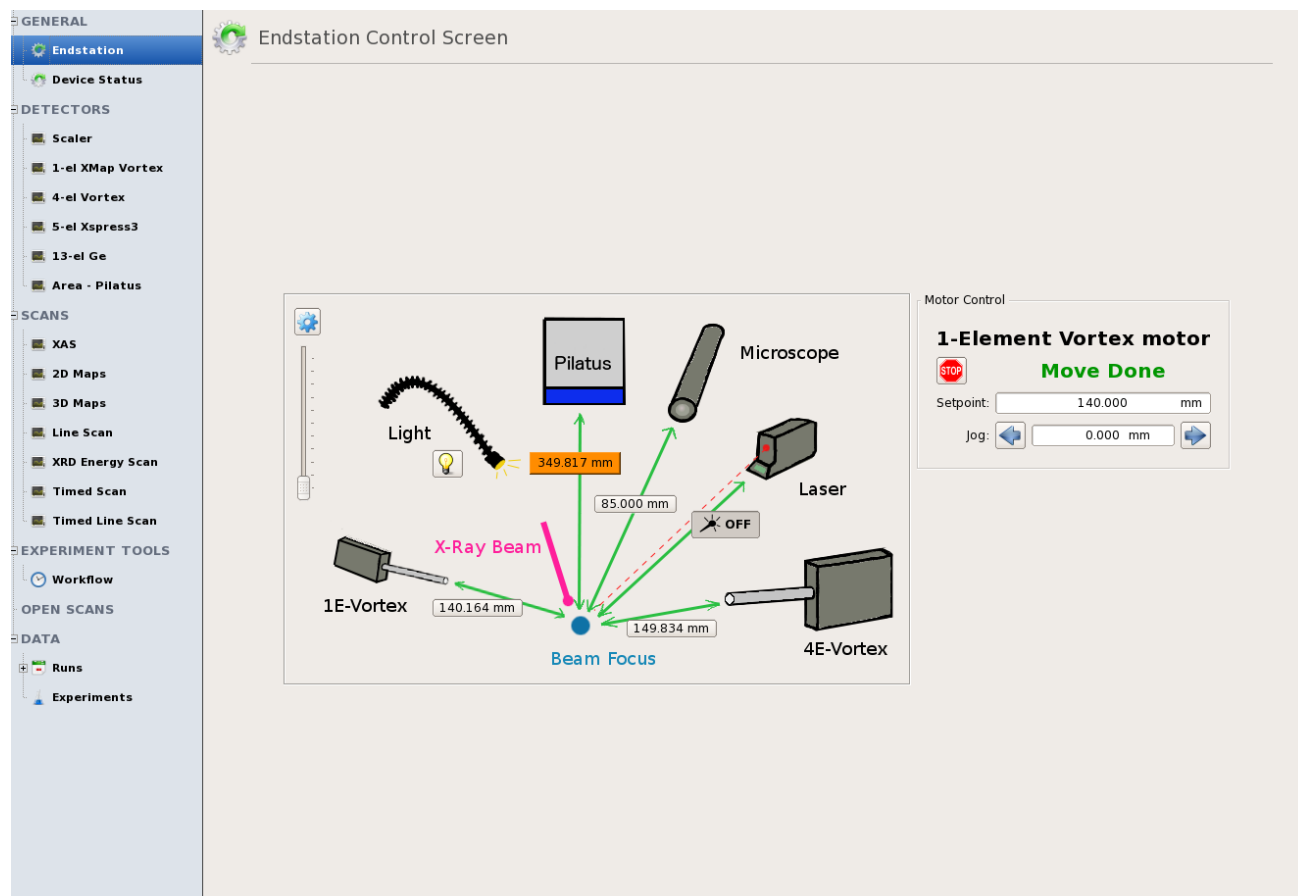 GENERAL
Endstation
Device Status
DETECTORS
Scaler
1-el XMap Vortex
4-el Vortex
5-el Xspress3
13-el Ge
Area - Pilatus
SCANS
XAS
2D Maps
3D Maps
Line Scan
XRD Energy Scan
Timed Scan
Timed Line Scan
EXPERIMENT TOOLS
Workflow
OPEN SCANS
DATA
Runs
Experiments
Endstation Control Screen
Pilatus
Microscope
Light
349.817 mm
85.000 mm
Laser
OFF
X-Ray Beam
1E-Vortex
140.164 mm
149.834 mm
4E-Vortex
Beam Focus
Motor Control
1-Element Vortex motor
STOP
Move Done
Setpoint: 140.000 mm
Jog: 0.000 mm